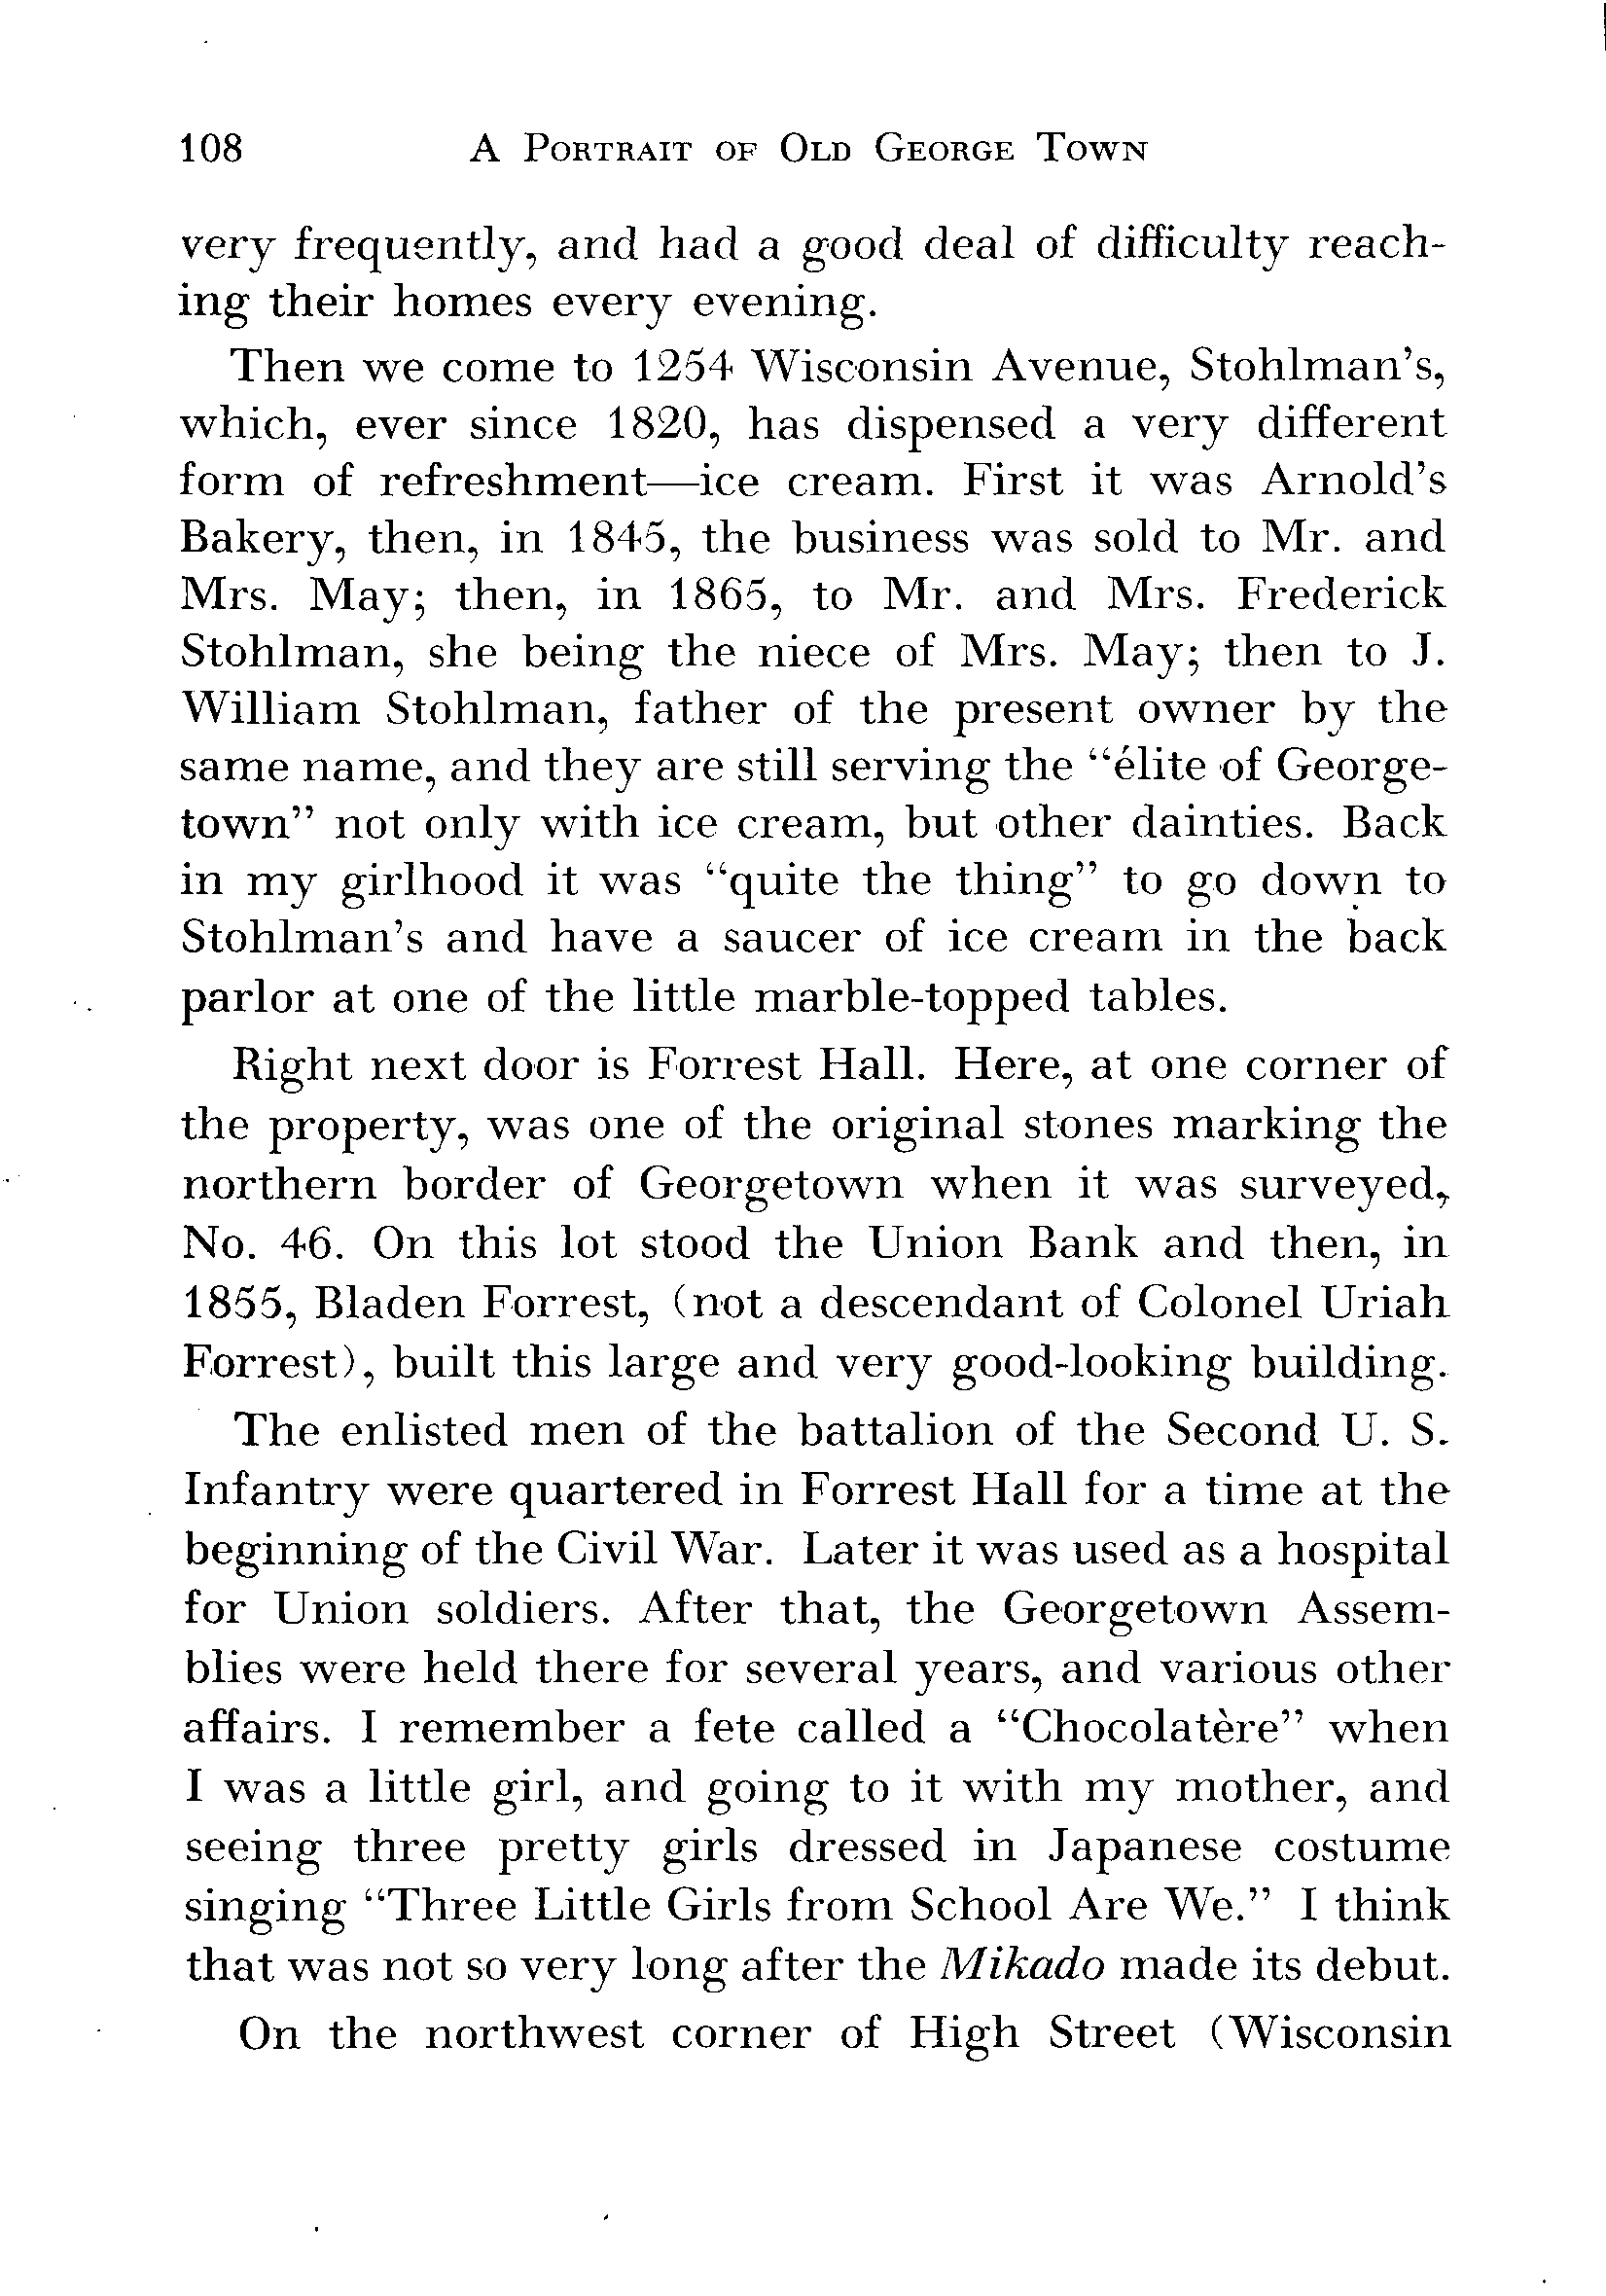 108 A PORTRAIT OF OLD GEORGE TOWN
very frequently, and had a good deal of difficulty reach-
ing their homes every evening.
Then we come to 1254 Wisconsin Avenue, Stohlman's,
which, ever since 1820, has dispensed a very different
form of refreshment—ice cream. First it was Arnold's
Bakery, then, in 1845, the business was sold to Mr. and
Mrs. May; then, in 1865, to Mr. and Mrs. Frederick
Stohlman, she being the niece of Mrs. May; then to J.
William Stohlman, father of the present owner by the
same name, and they are still serving the "élite of George-
town" not only with ice cream, but other dainties. Back
in my girlhood it was "quite the thing" to go down to
Stohlman's and have a saucer of ice cream in the back
parlor at one of the little marble-topped tables.
Right next door is Forrest Hall. Here, at one corner of
the property, was one of the original stones marking the
northern border of Georgetown when it was surveyed,
No. 46. On this lot stood the Union Bank and then, in
1855, Bladen Forrest, (not a descendant of Colonel Uriah
Forrest), built this large and very good-looking building.
The enlisted men of the battalion of the Second U. S.
Infantry were quartered in Forrest Hall for a time at the
beginning of the Civil War. Later it was used as a hospital
for Union soldiers. After that, the Georgetown Assem-
blies were held there for several years, and various other
affairs. I remember a fete called a "Chocolatère" when
I was a little girl, and going to it with my mother, and
seeing three pretty girls dressed in Japanese costume
singing "Three Little Girls from School Are We." I think
that was not so very long after the Mikado made its debut.
On the northwest corner of High Street (Wisconsin